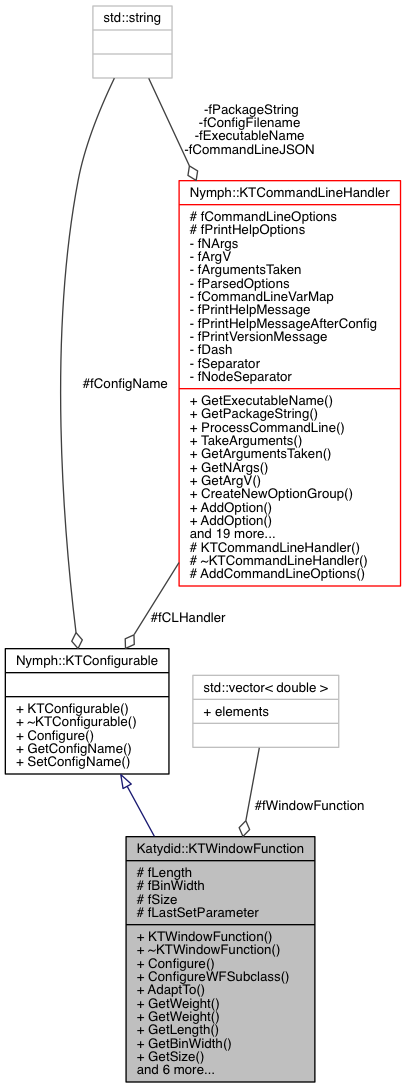 std::string
-fPackageString
-fConfigFilename
-fExecutableName
-fCommandLineJSON
Nymph::KTCommandLineHandler
# fCommandLineOptions
# fPrintHelpOptions
- fNArgs
- fArgV
- fArgumentsTaken
- fParsedOptions
- fCommandLineVarMap
- fPrintHelpMessage
- fPrintHelpMessageAfterConfig
- fPrintVersionMessage
- fDash
- fSeparator
- fNodeSeparator
+ GetExecutableName()
+ GetPackageString()
+ ProcessCommandLine()
+ TakeArguments()
+ GetArgumentsTaken()
+ GetNArgs()
+ GetArgV()
+ CreateNewOptionGroup()
+ AddOption()
+ AddOption()
and 19 more...
# KTCommandLineHandler()
# ~KTCommandLineHandler()
# AddCommandLineOptions()
#fConfigName
#fCLHandler
Nymph::KTConfigurable
+ KTConfigurable()
+ ~KTConfigurable()
+ Configure()
+ GetConfigName()
+ SetConfigName()
std::vector< double >
+ elements
#fWindowFunction
Katydid::KTWindowFunction
# fLength
# fBinWidth
# fSize
# fLastSetParameter
+ KTWindowFunction()
+ ~KTWindowFunction()
+ Configure()
+ ConfigureWFSubclass()
+ AdaptTo()
+ GetWeight()
+ GetWeight()
+ GetLength()
+ GetBinWidth()
+ GetSize()
and 6 more...